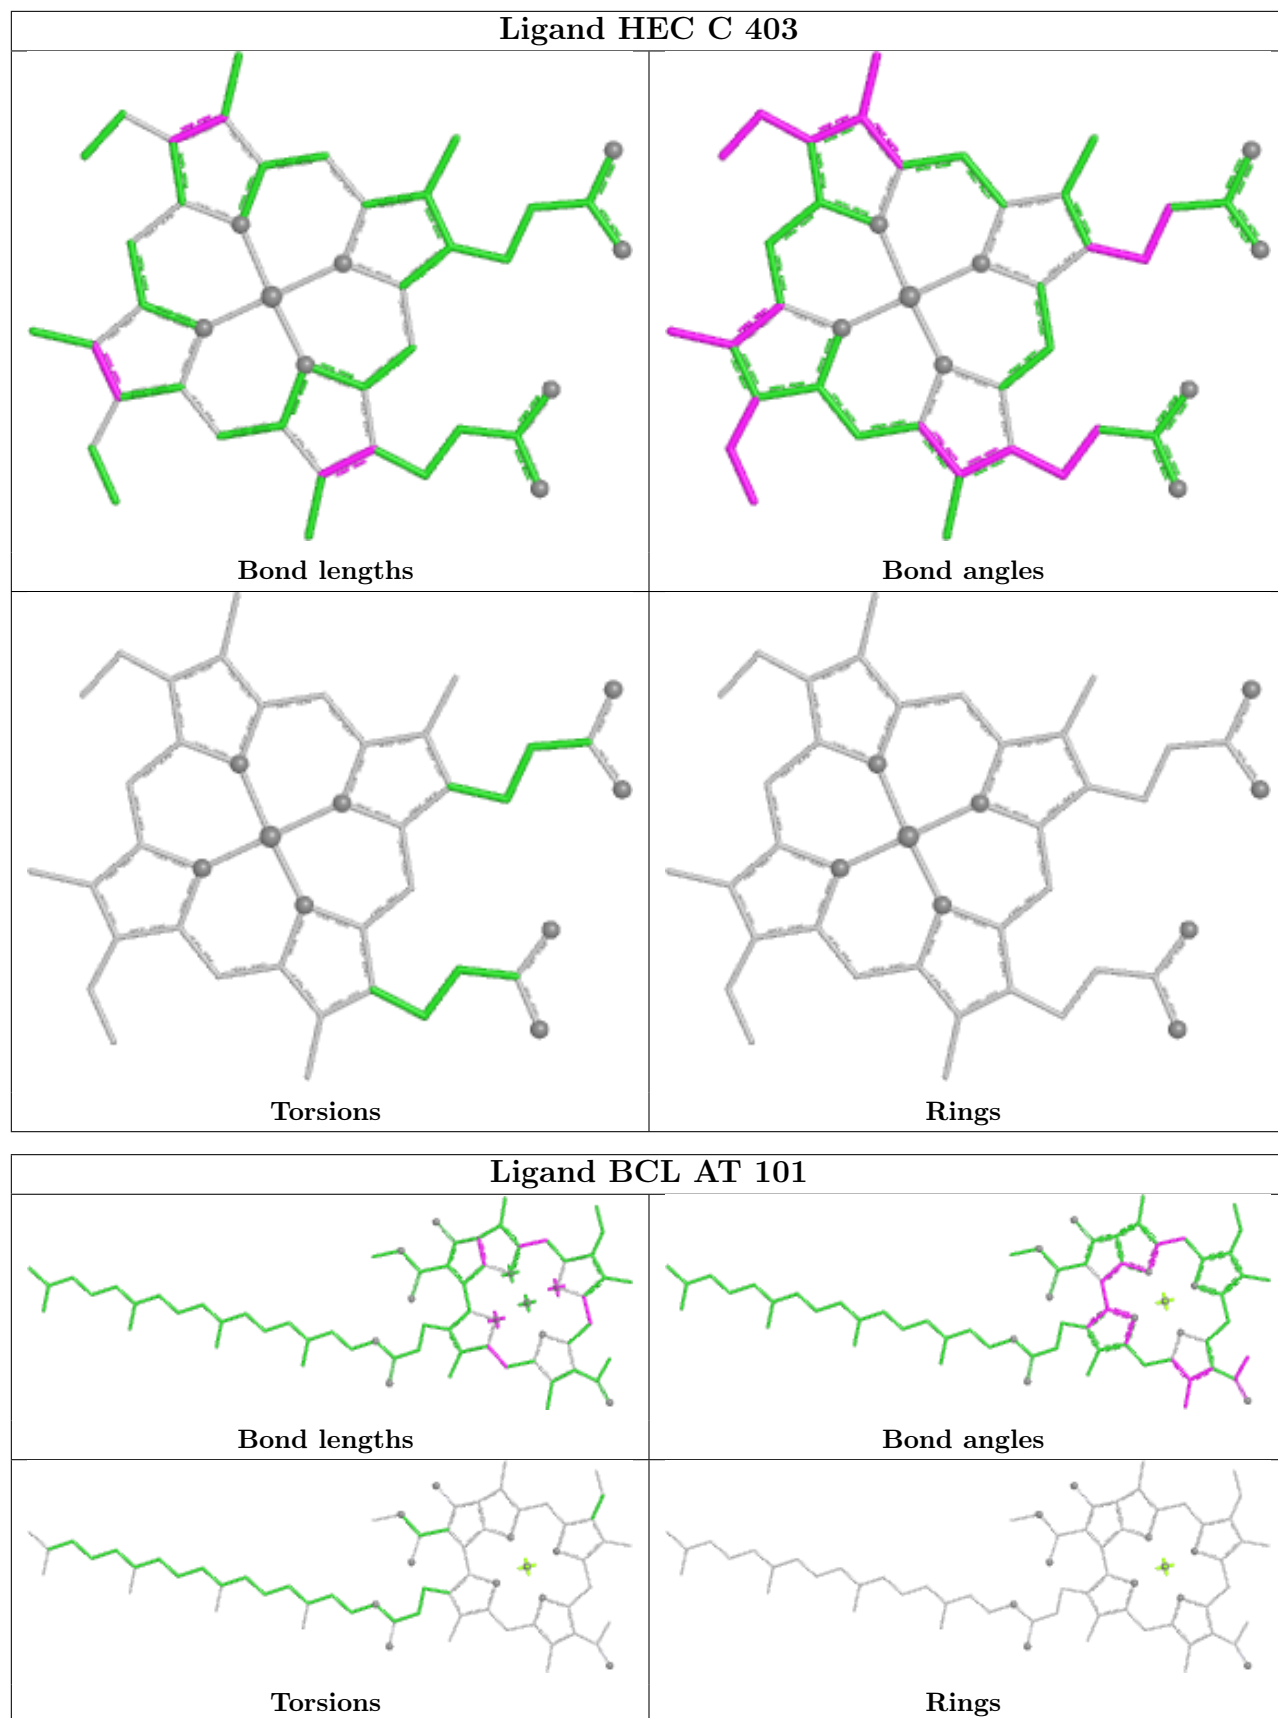 Ligand HEC C 403
Bond lengths
Bond angles
Torsions
Rings
Ligand BCL AT 101
Bond lengths
Bond angles
Torsions
Rings